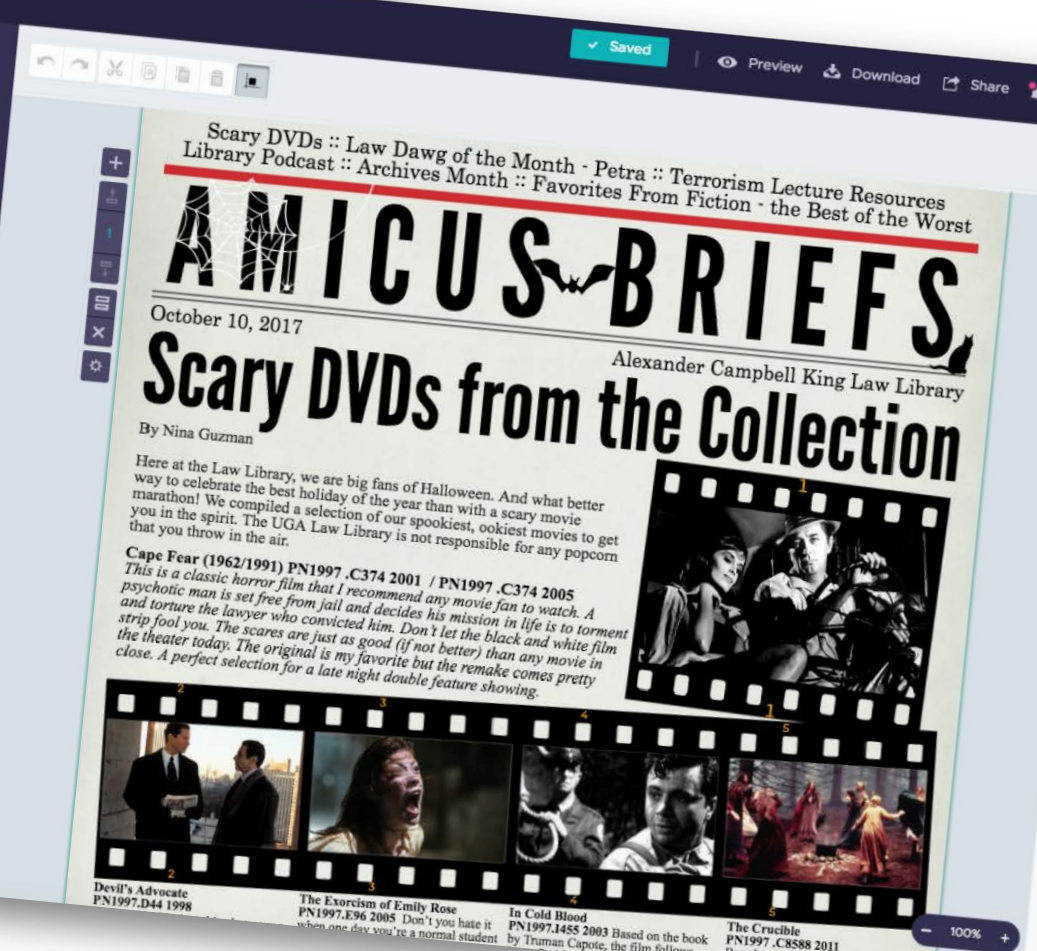 ✓ Saved
Preview
Download
Share
1
Scary DVDs :: Law Dawg of the Month - Petra :: Terrorism Lecture Resources
Library Podcast :: Archives Month :: Favorites From Fiction - the Best of the Worst
AMICUS BRIEFS
October 10, 2017
Alexander Campbell King Law Library
Scary DVDs from the Collection
By Nina Guzman
Here at the Law Library, we are big fans of Halloween. And what better
way to celebrate the best holiday of the year than with a scary movie
marathon! We compiled a selection of our spookiest, ookiest movies to get
you in the spirit. The UGA Law Library is not responsible for any popcorn
that you throw in the air.
Cape Fear (1962/1991) PN1997 .C374 2001 / PN1997 .C374 2005
This is a classic horror film that I recommend any movie fan to watch. A
psychotic man is set free from jail and decides his mission in life is to torment
and torture the lawyer who convicted him. Don't let the black and white film
strip fool you. The scares are just as good (if not better) than any movie in
the theater today. The original is my favorite but the remake comes pretty
close. A perfect selection for a late night double feature showing.
1
1
2
3
4
5
2
3
4
5
Devil's Advocate
PN1997.D44 1998
The Exorcism of Emily Rose
PN1997.E96 2005 Don't you hate it
when one day you're a normal student
In Cold Blood
PN1997.I455 2003 Based on the book
by Truman Capote, the film follows
The Crucible
PN1997 .C8588 2011
- 100% +